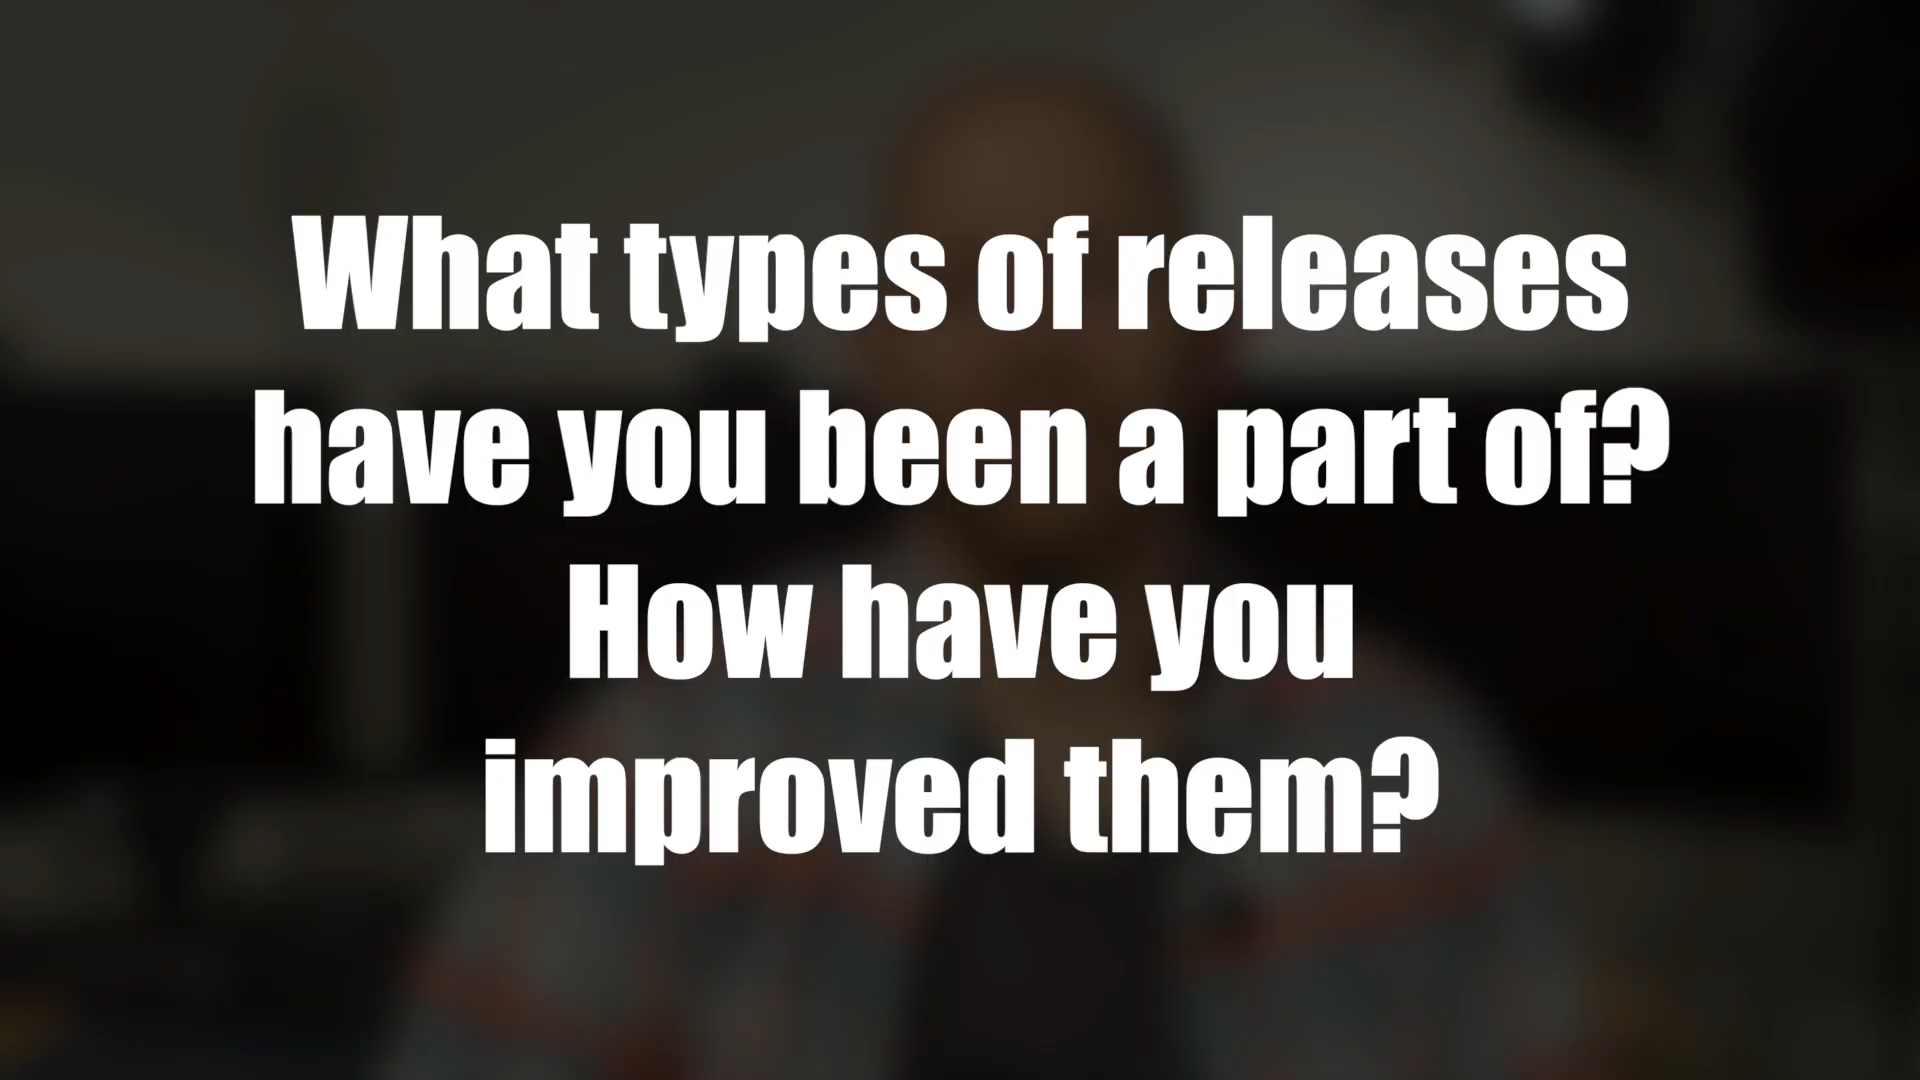 What types of releases
have you been a part of?
How have you
improved them?